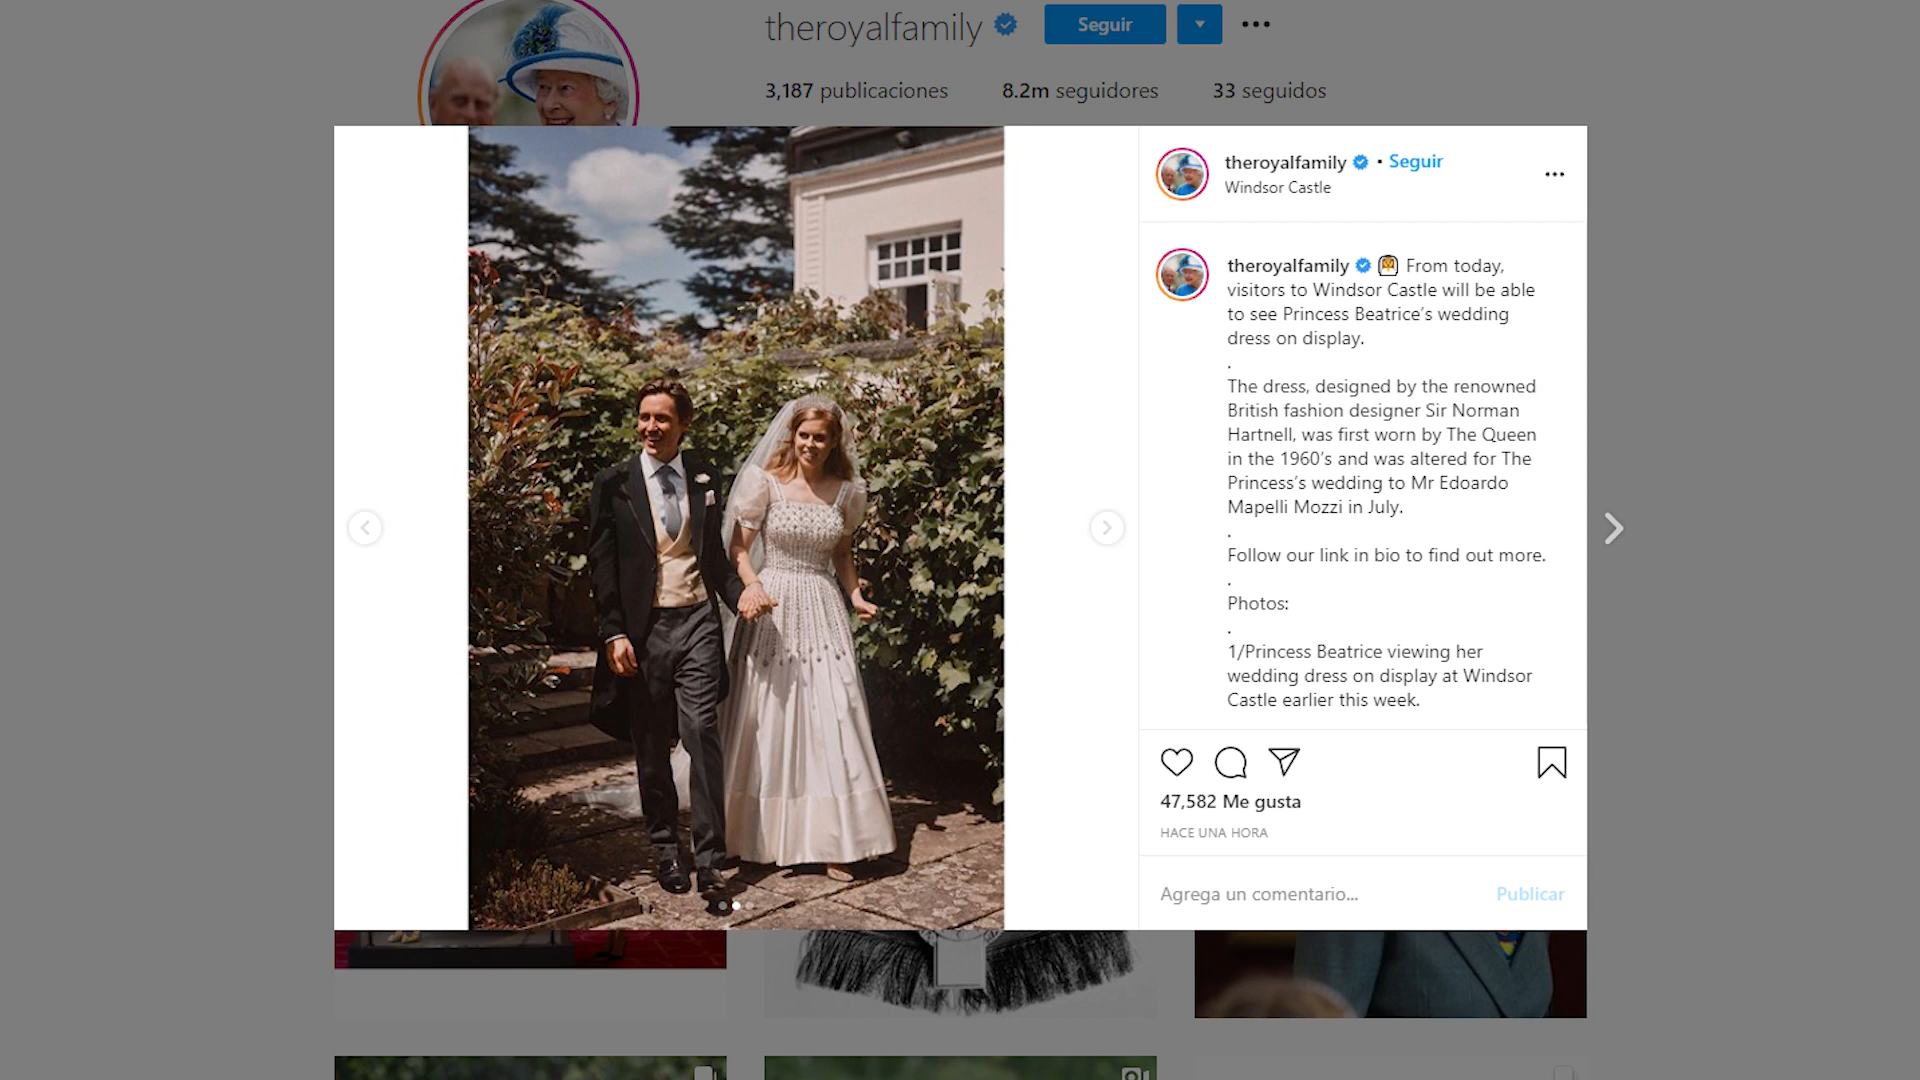 theroyalfamily
Seguir
3,187 publicaciones
8.2m seguidores
33 seguidos
theroyalfamily • Seguir
Windsor Castle
theroyalfamily 👰 From today,
visitors to Windsor Castle will be able
to see Princess Beatrice’s wedding
dress on display.
.
The dress, designed by the renowned
British fashion designer Sir Norman
Hartnell, was first worn by The Queen
in the 1960’s and was altered for The
Princess’s wedding to Mr Edoardo
Mapelli Mozzi in July.
.
Follow our link in bio to find out more.
.
Photos:
.
1/Princess Beatrice viewing her
wedding dress on display at Windsor
Castle earlier this week.
47,582 Me gusta
HACE UNA HORA
Agrega un comentario...
Publicar